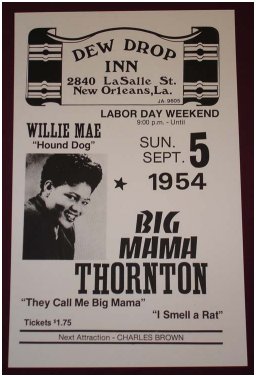 DEW DROP
INN
2840 LaSalle St.
New Orleans,La.
JA. 9605
LABOR DAY WEEKEND
9:00 p.m. - Until
WILLIE MAE
"Hound Dog"
SUN.
SEPT. 5
1954
BIG
MAMA
THORNTON
"They Call Me Big Mama"
"I Smell a Rat"
Tickets $1.75
Next Attraction - CHARLES BROWN